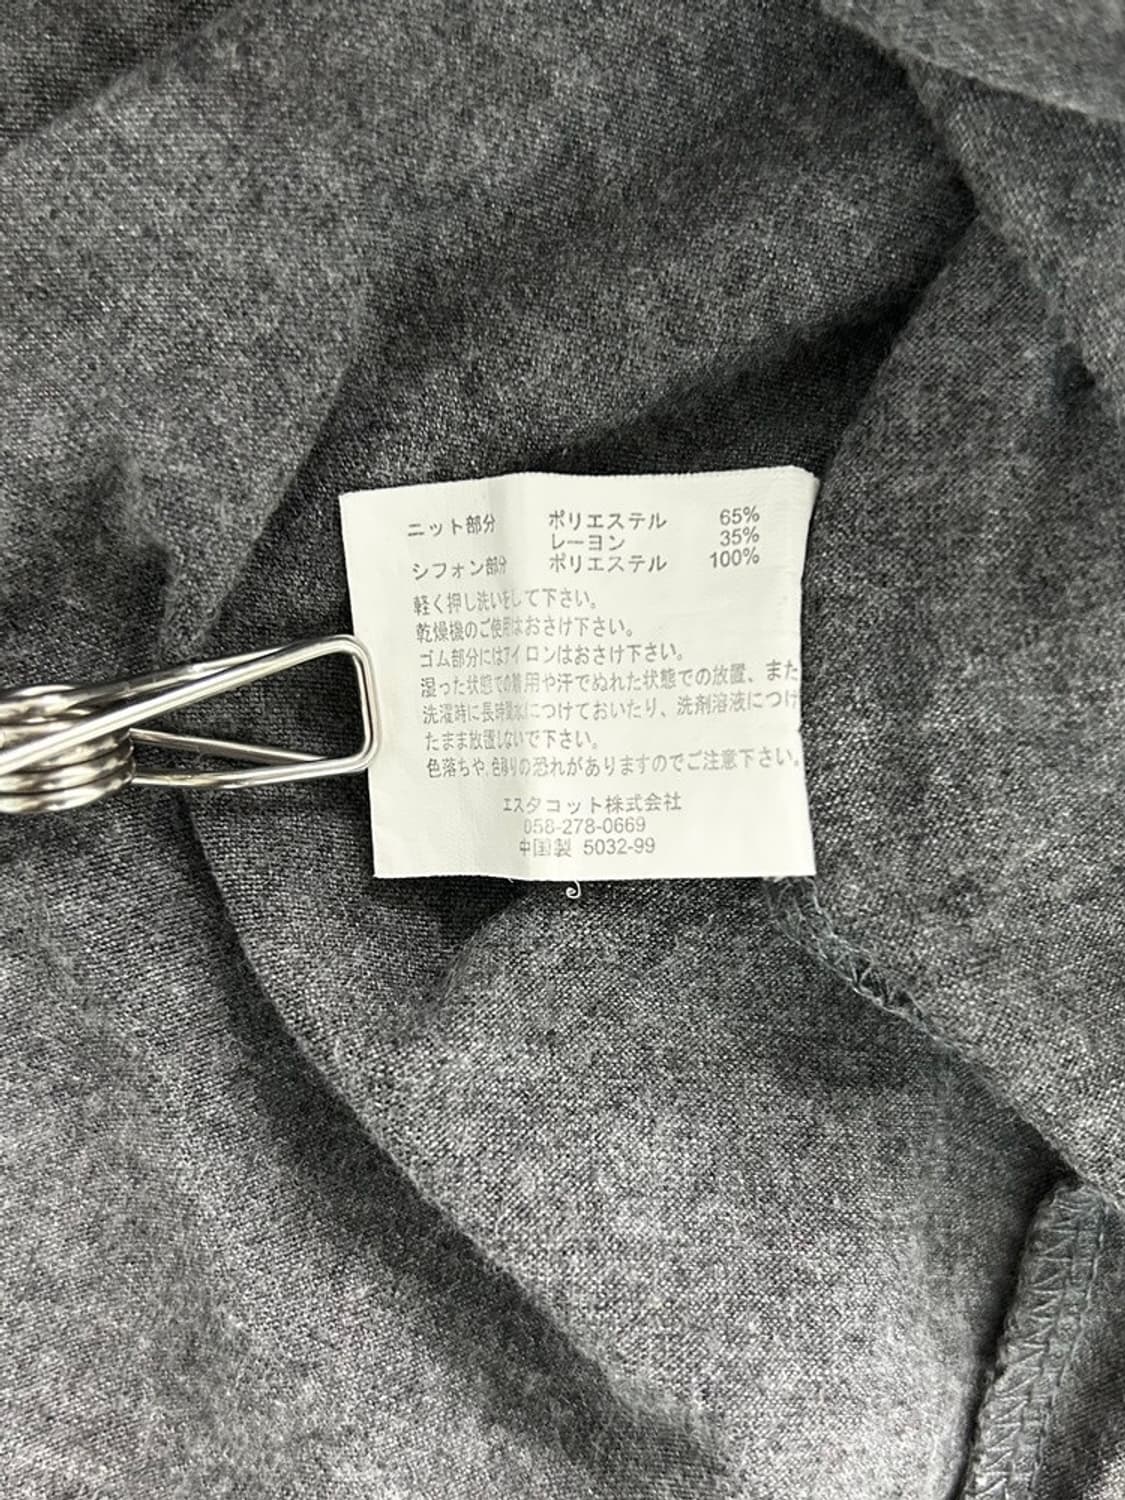 ニット部分 ポリエステル 65%
レーヨン 35%
シフォン部分 ポリエステル 100%
軽く押し洗いをして下さい。
乾燥機のご使用はおさけ下さい。
ゴム部分にはアイロンはおさけ下さい。
湿った状態での着用や汗でぬれた状態での放置、また
洗濯時に長時間水につけておいたり、洗剤溶液につけ
たまま放置しないで下さい。
色落ちや、色移りの恐れがありますのでご注意下さい。
エスタコット株式会社
058-278-0669
中国製 5032-99